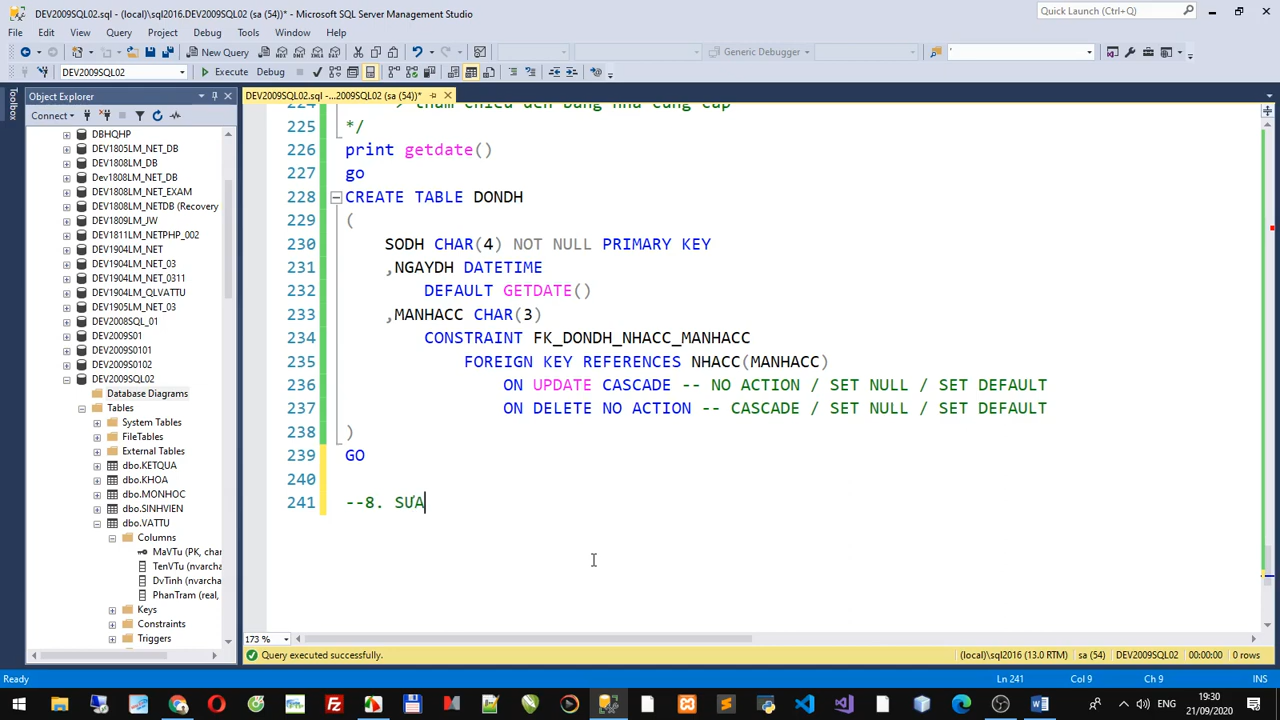 DEV2009SQL02.sql - (local)\sql2016.DEV2009SQL02 (sa (54))* - Microsoft SQL Server Management Studio
Quick Launch (Ctrl+Q)
File Edit View Query Project Debug Tools Window Help
New Query
Generic Debugger
DEV2009SQL02
Execute Debug
Toolbox
Object Explorer
Connect
DBHQHP
DEV1805LM_NET_DB
DEV1808LM_DB
Dev1808LM_NET_DB
DEV1808LM_NET_EXAM
DEV1808LM_NETDB (Recovery
DEV1809LM_JW
DEV1811LM_NETPHP_002
DEV1904LM_NET
DEV1904LM_NET_03
DEV1904LM_NET_0311
DEV1904LM_QLVATTU
DEV1905LM_NET_03
DEV2008SQL_01
DEV2009S01
DEV2009S0101
DEV2009S0102
DEV2009SQL02
Database Diagrams
Tables
System Tables
FileTables
External Tables
dbo.KETQUA
dbo.KHOA
dbo.MONHOC
dbo.SINHVIEN
dbo.VATTU
Columns
MaVTu (PK, char
TenVTu (nvarcha
DvTinh (nvarcha
PhanTram (real,
Keys
Constraints
Triggers
DEV2009SQL02.sql -...2009SQL02 (sa (54))*
225 */
226 print getdate()
227 go
228 CREATE TABLE DONDH
229 (
230 SODH CHAR(4) NOT NULL PRIMARY KEY
231 ,NGAYDH DATETIME
232 DEFAULT GETDATE()
233 ,MANHACC CHAR(3)
234 CONSTRAINT FK_DONDH_NHACC_MANHACC
235 FOREIGN KEY REFERENCES NHACC(MANHACC)
236 ON UPDATE CASCADE -- NO ACTION / SET NULL / SET DEFAULT
237 ON DELETE NO ACTION -- CASCADE / SET NULL / SET DEFAULT
238 )
239 GO
240
241 --8. SƯA
173 %
Query executed successfully.
(local)\sql2016 (13.0 RTM) sa (54) DEV2009SQL02 00:00:00 0 rows
Ready
Ln 241 Col 9 Ch 9 INS
ENG
19:30
21/09/2020